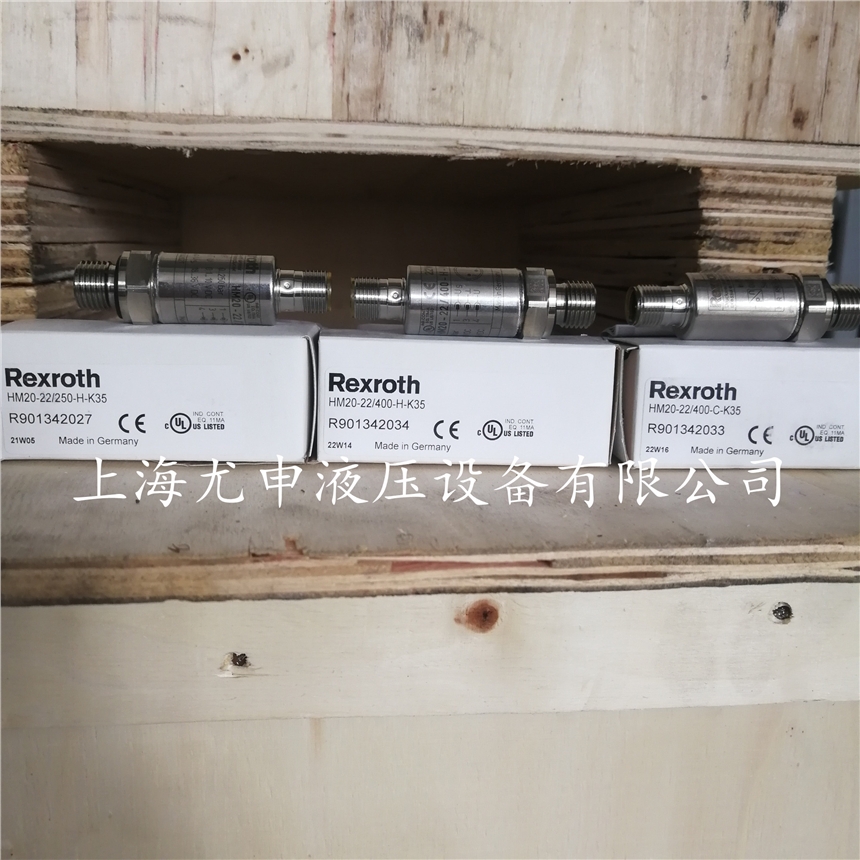 Rexroth
HM20-22/250-H-K35
R901342027
CE
c UL US LISTED
IND CONT
EQ 11MA
21W05
Made in Germany
Rexroth
HM20-22/400-H-K35
R901342034
CE
c UL US LISTED
IND CONT
EQ 11MA
22W14
Made in Germany
Rexroth
HM20-22/400-C-K35
R901342033
CE
c UL US LISTED
IND CONT
EQ 11MA
22W16
Made in Germany
上海尤申液压设备有限公司